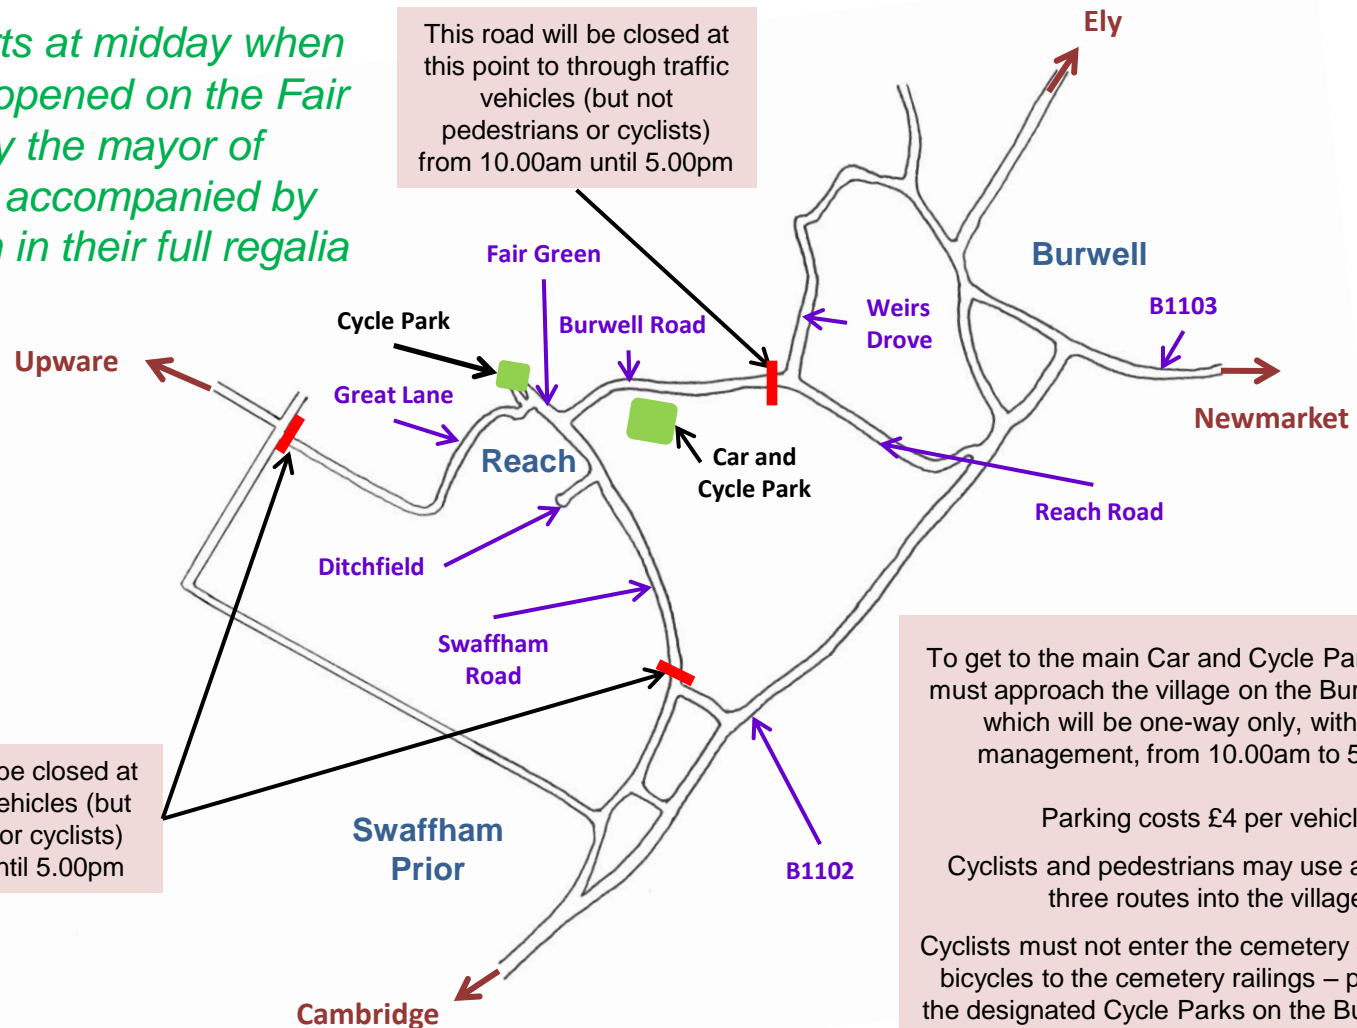 rts at midday when
opened on the Fair
y the mayor of
accompanied by
in their full regalia
This road will be closed at
this point to through traffic
vehicles (but not
pedestrians or cyclists)
from 10.00am until 5.00pm
Ely
Fair Green
Burwell
Cycle Park
Burwell Road
Weirs
Drove
B1103
Upware
Great Lane
Newmarket
Reach
Car and
Cycle Park
Reach Road
Ditchfield
Swaffham
Road
To get to the main Car and Cycle Par
must approach the village on the Bur
which will be one-way only, with
management, from 10.00am to 5
Parking costs £4 per vehicl
Cyclists and pedestrians may use a
three routes into the village
Cyclists must not enter the cemetery
bicycles to the cemetery railings – p
the designated Cycle Parks on the Bu
be closed at
ehicles (but
or cyclists)
ntil 5.00pm
Swaffham
Prior
B1102
Cambridge